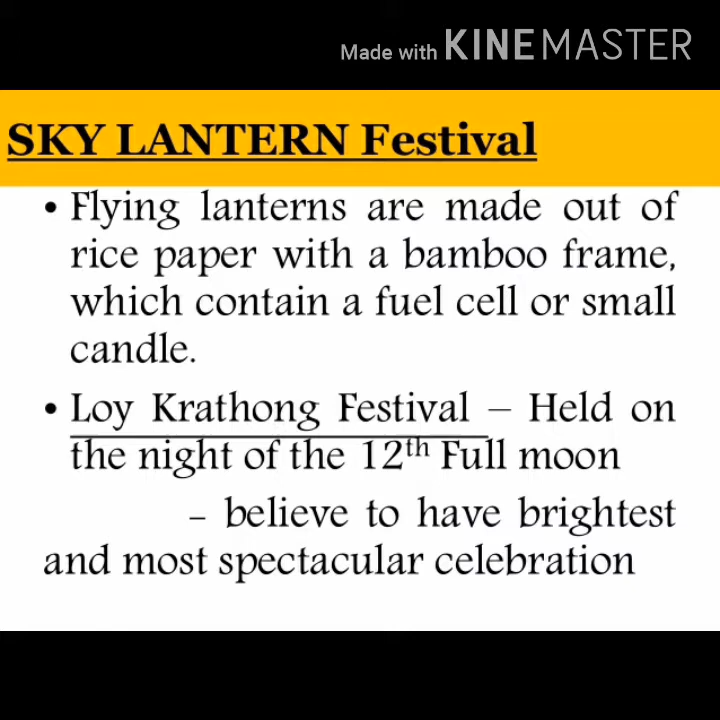 Made with KINEMASTER
SKY LANTERN Festival
• Flying lanterns are made out of
rice paper with a bamboo frame,
which contain a fuel cell or small
candle.
• Loy Krathong Festival – Held on
the night of the 12th Full moon
– believe to have brightest
and most spectacular celebration